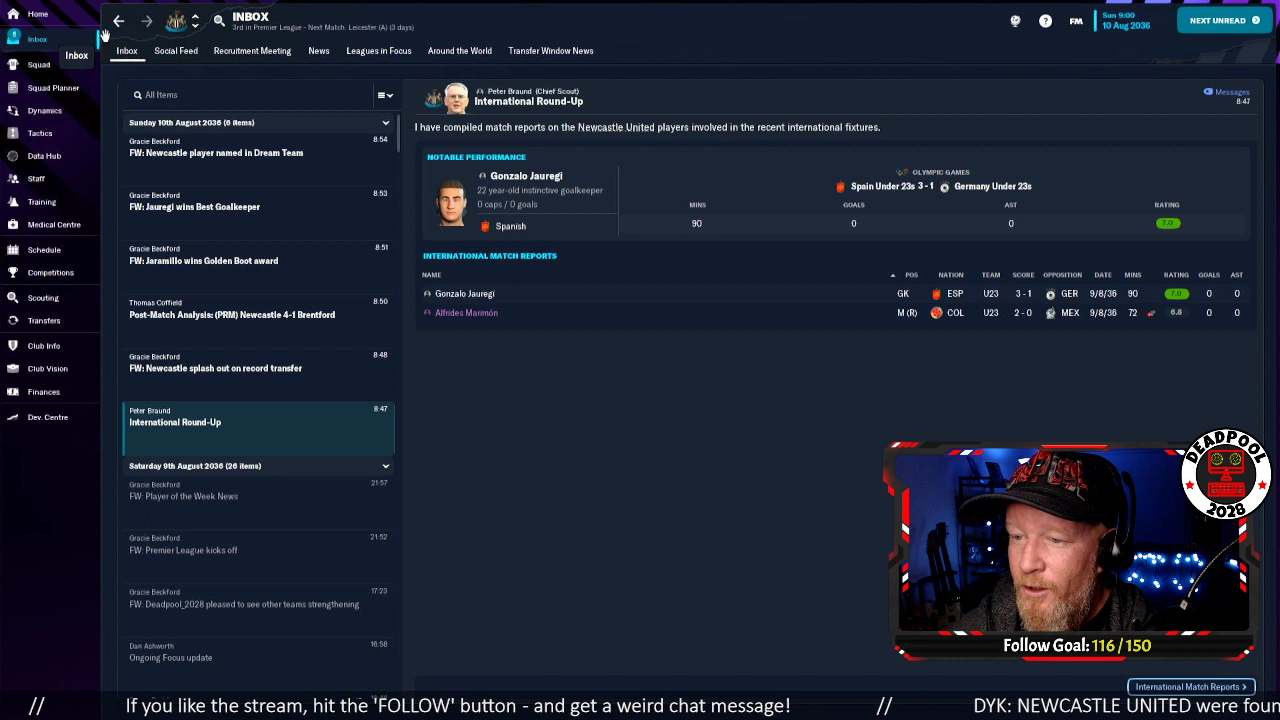 Home
Inbox
Inbox
Squad
Squad Planner
Dynamics
Tactics
Data Hub
Staff
Training
Medical Centre
Schedule
Competitions
Scouting
Transfers
Club Info
Club Vision
Finances
Dev. Centre
INBOX
3rd in Premier League - Next Match: Leicester (A) (3 days)
FM
Sun 9:00
10 Aug 2036
NEXT UNREAD
Inbox Social Feed Recruitment Meeting News Leagues in Focus Around the World Transfer Window News
All Items
Sunday 10th August 2036 (6 items)
Gracie Beckford 8:54
FW: Newcastle player named in Dream Team
Gracie Beckford 8:53
FW: Jauregi wins Best Goalkeeper
Gracie Beckford 8:51
FW: Jaramillo wins Golden Boot award
Thomas Coffield 8:50
Post-Match Analysis: (PRM) Newcastle 4-1 Brentford
Gracie Beckford 8:48
FW: Newcastle splash out on record transfer
Peter Braund 8:47
International Round-Up
Saturday 9th August 2036 (26 items)
Gracie Beckford 21:57
FW: Player of the Week News
Gracie Beckford 21:52
FW: Premier League kicks off
Gracie Beckford 17:23
FW: Deadpool_2028 pleased to see other teams strengthening
Dan Ashworth 16:58
Ongoing Focus update
Peter Braund (Chief Scout)
International Round-Up
Messages
8:47
I have compiled match reports on the Newcastle United players involved in the recent international fixtures.
NOTABLE PERFORMANCE
Gonzalo Jauregi
22 year-old instinctive goalkeeper
0 caps / 0 goals
Spanish
OLYMPIC GAMES
Spain Under 23s 3 - 1 Germany Under 23s
MINS GOALS AST RATING
90 0 0 7.0
INTERNATIONAL MATCH REPORTS
NAME POS NATION TEAM SCORE OPPOSITION DATE MINS RATING GOALS AST
Gonzalo Jauregi GK ESP U23 3 - 1 GER 9/8/36 90 7.0 0 0
Alfrides Marimón M (R) COL U23 2 - 0 MEX 9/8/36 72 6.8 0 0
DEADPOOL
2028
Follow Goal: 116 / 150
International Match Reports
// If you like the stream, hit the 'FOLLOW' button - and get a weird chat message! // DYK: NEWCASTLE UNITED were foun